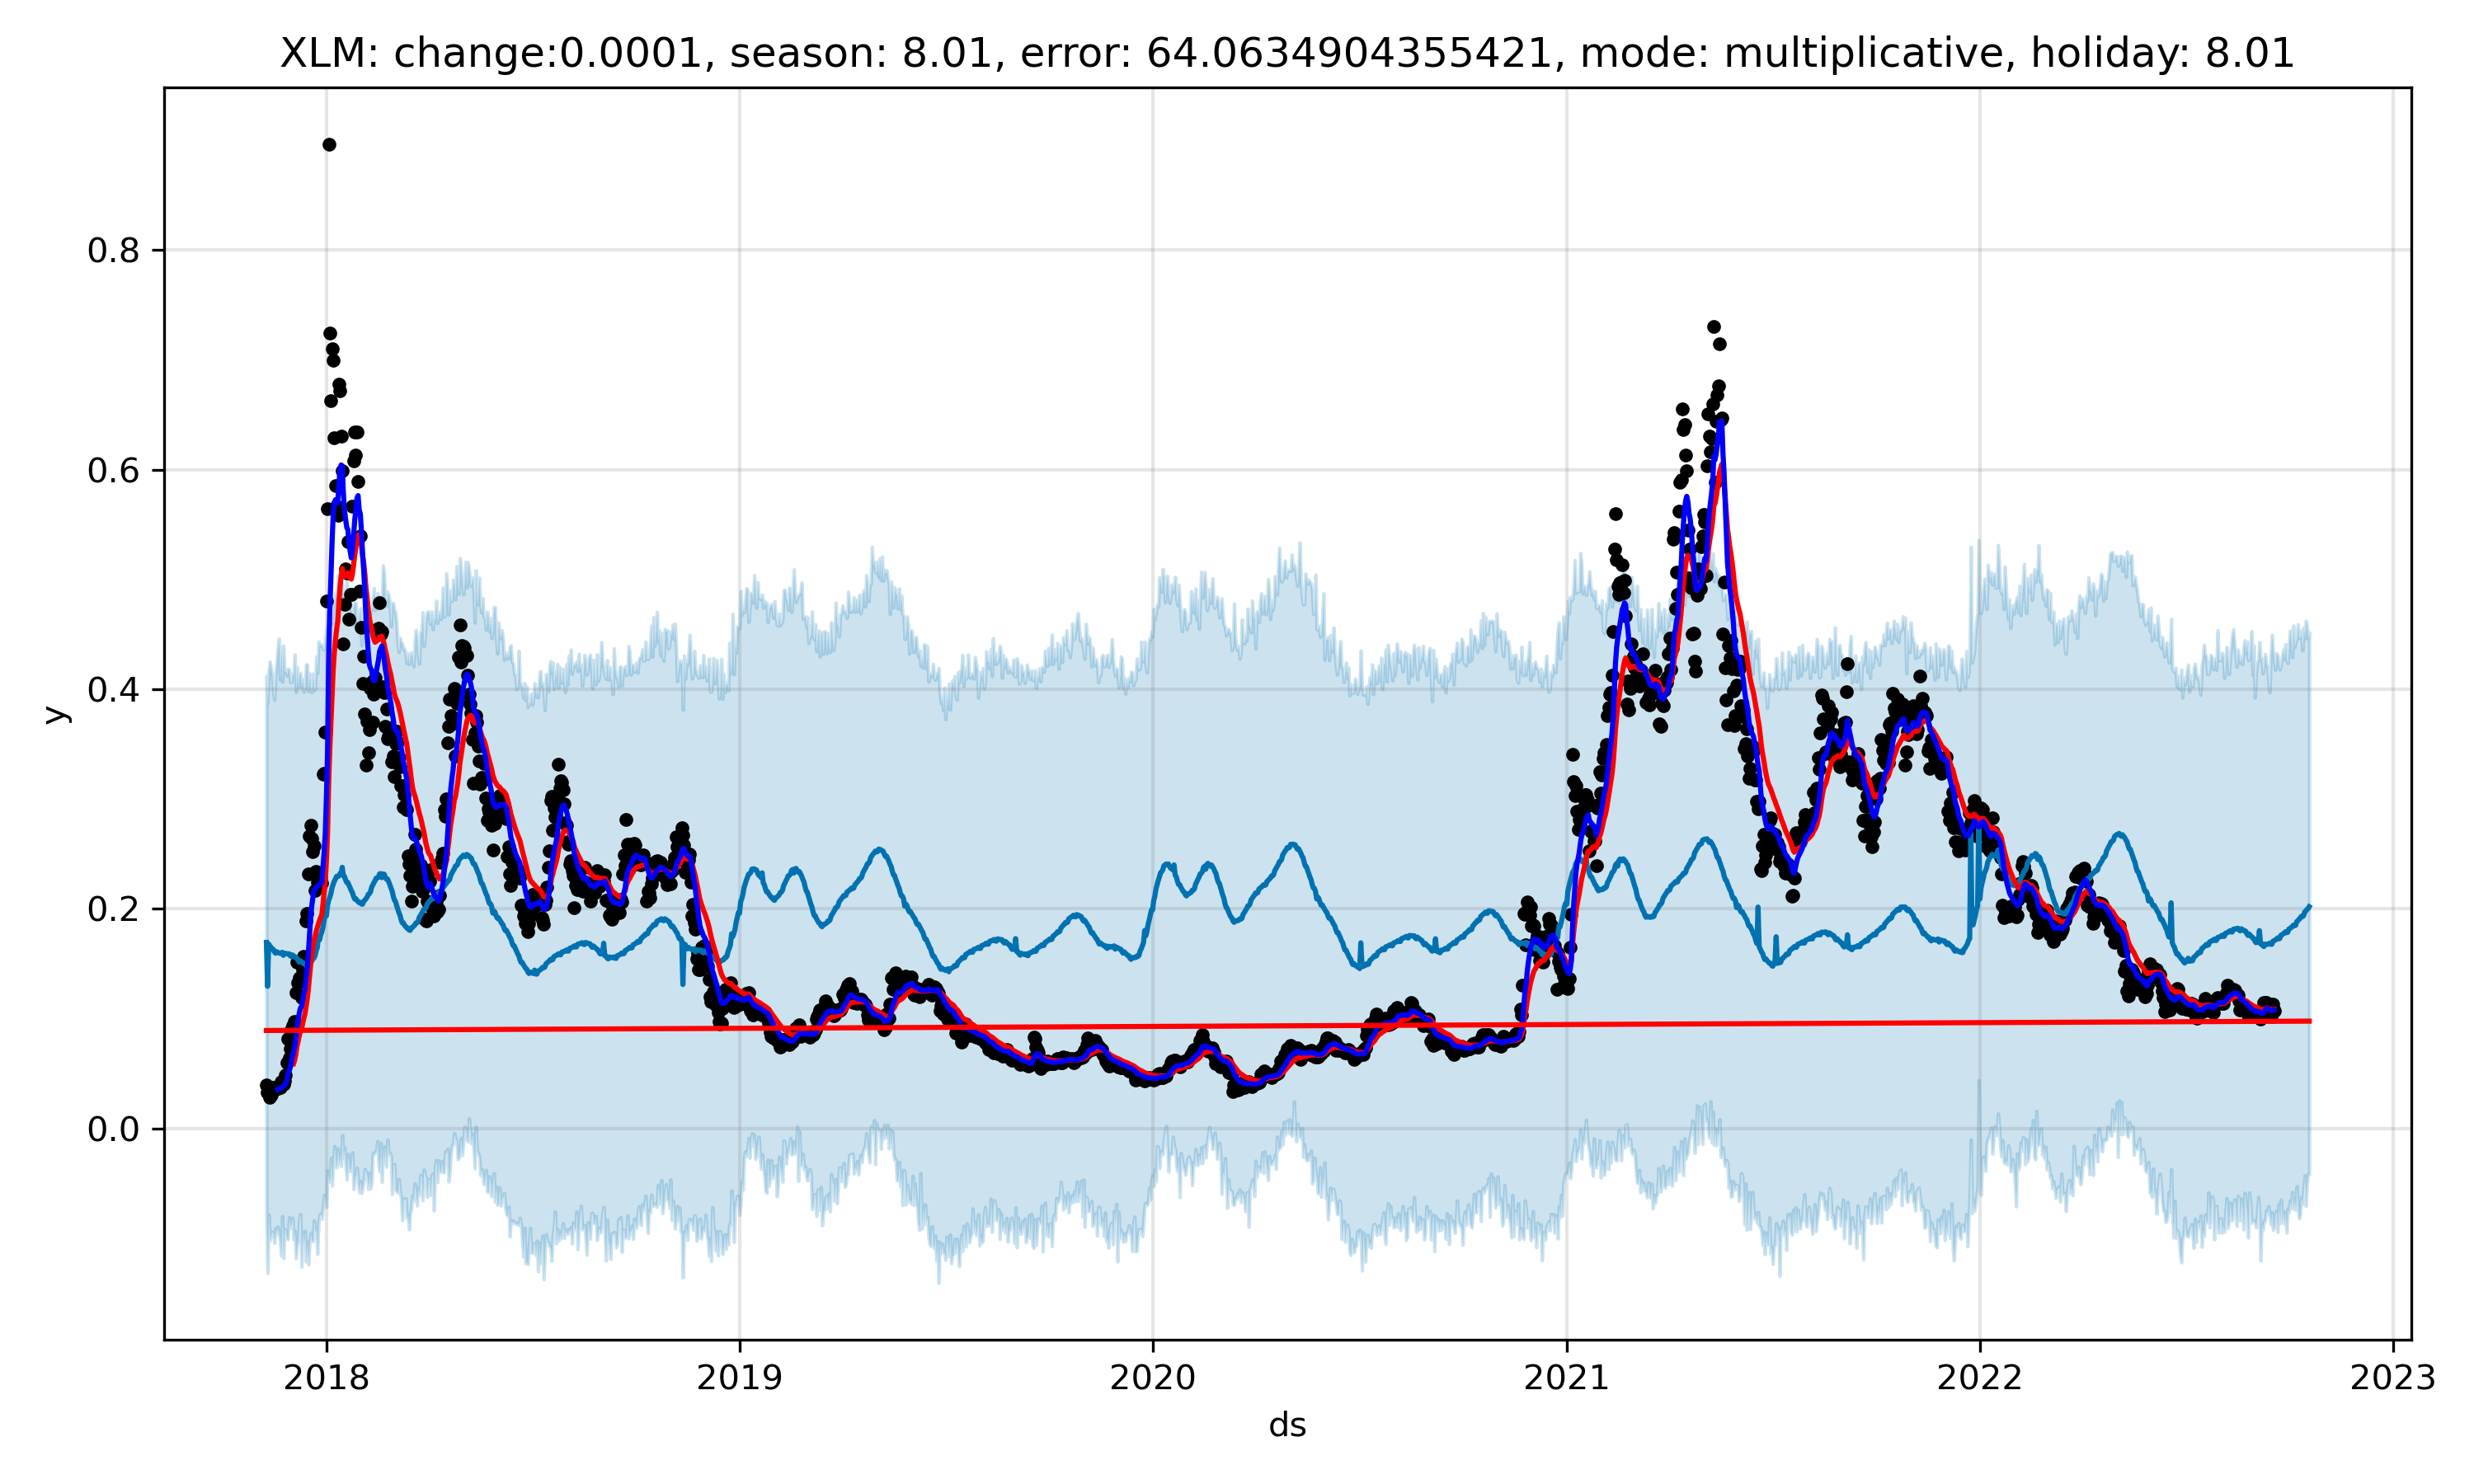 XLM: change:0.0001, season: 8.01, error: 64.0634904355421, mode: multiplicative, holiday: 8.01
y
0.8
0.6
0.4
0.2
0.0
2018 2019 2020 2021 2022 2023
ds